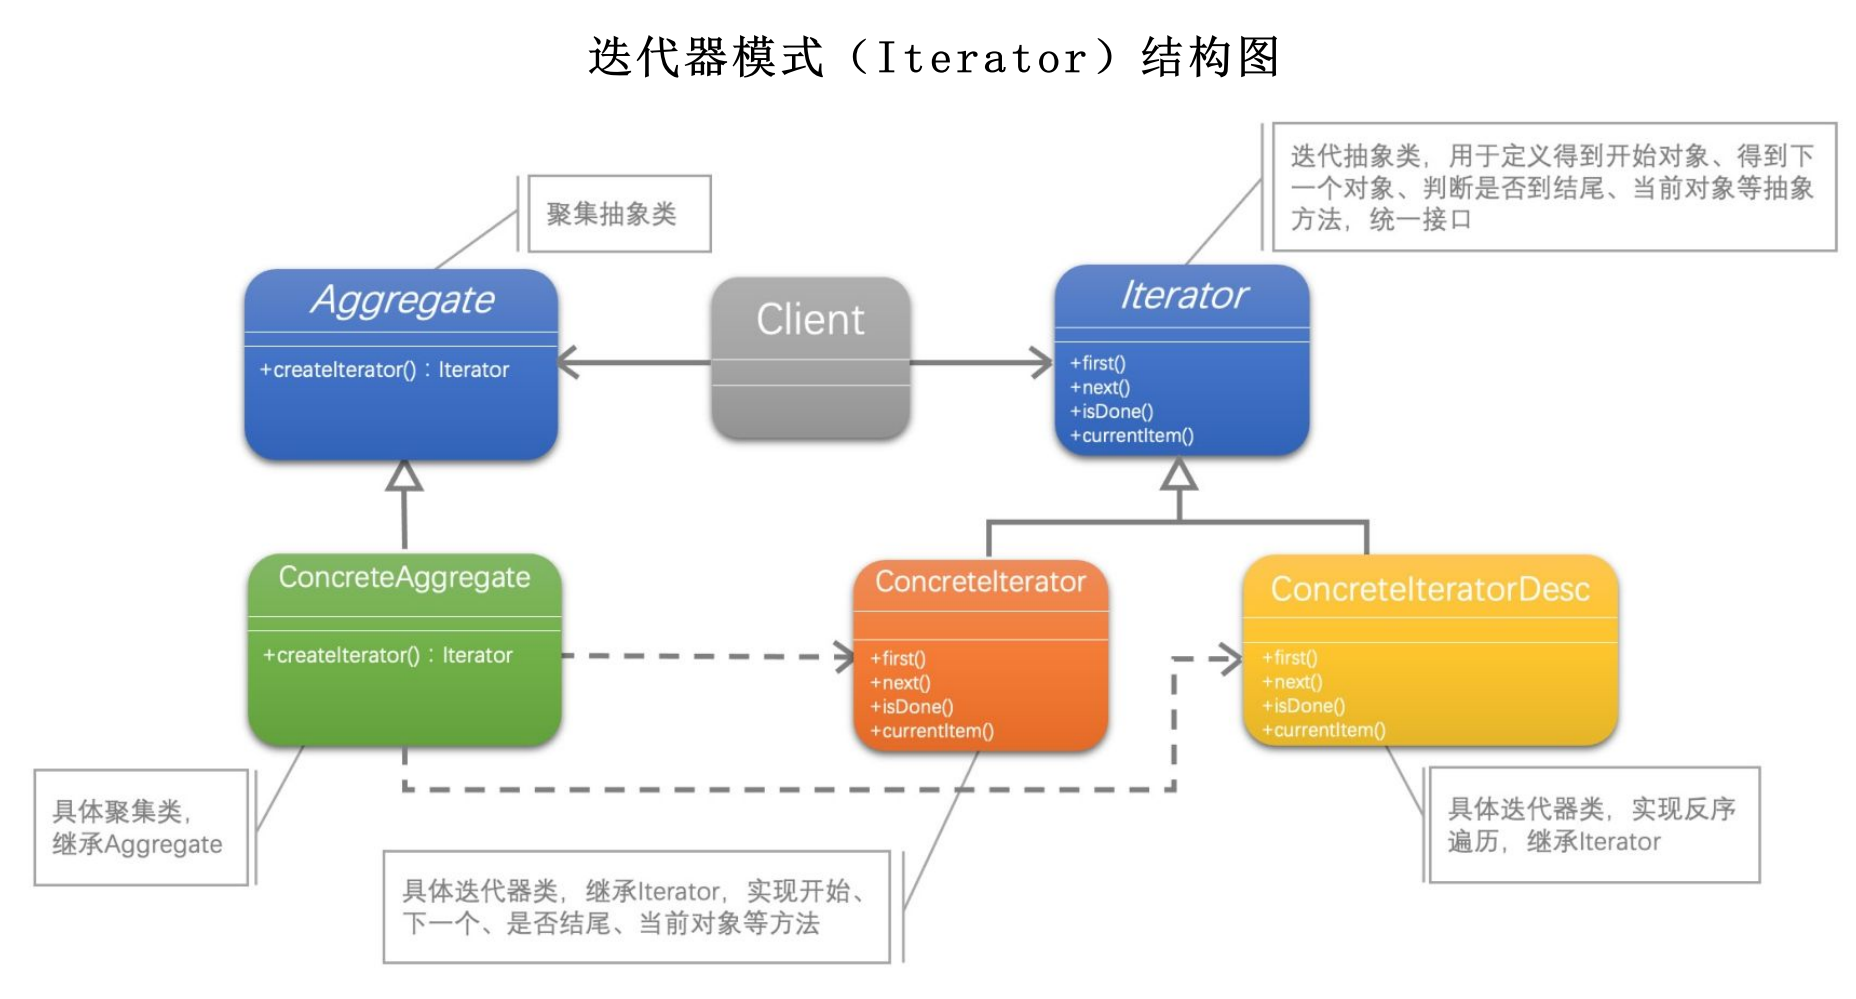 迭代器模式（Iterator）结构图
聚集抽象类
迭代抽象类，用于定义得到开始对象、得到下
一个对象、判断是否到结尾、当前对象等抽象
方法，统一接口
Aggregate
+createIterator()：Iterator
Client
Iterator
+first()
+next()
+isDone()
+currentItem()
ConcreteAggregate
+createIterator()：Iterator
ConcreteIterator
+first()
+next()
+isDone()
+currentItem()
ConcreteIteratorDesc
+first()
+next()
+isDone()
+currentItem()
具体聚集类，
继承Aggregate
具体迭代器类，继承Iterator，实现开始、
下一个、是否结尾、当前对象等方法
具体迭代器类，实现反序
遍历，继承Iterator